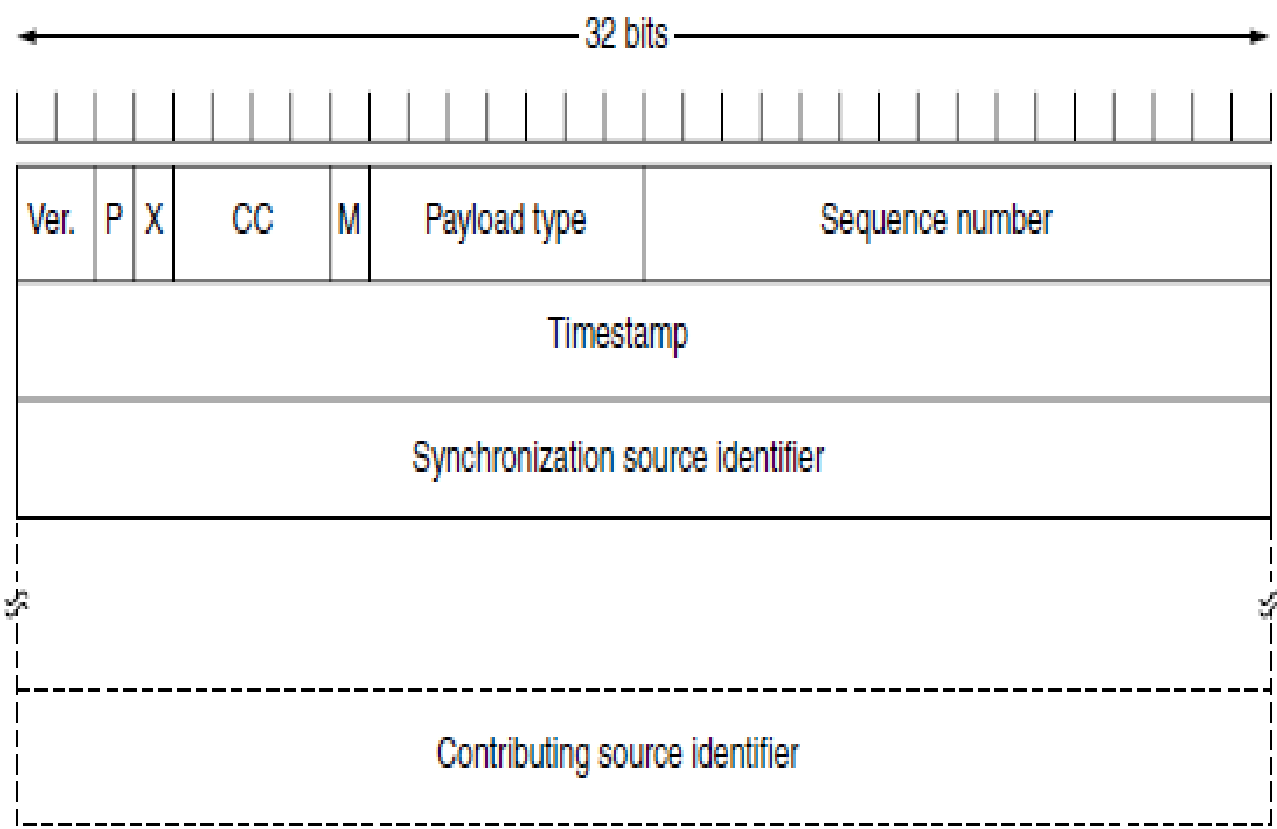 32 bits
Ver. P X CC M Payload type Sequence number
Timestamp
Synchronization source identifier
Contributing source identifier